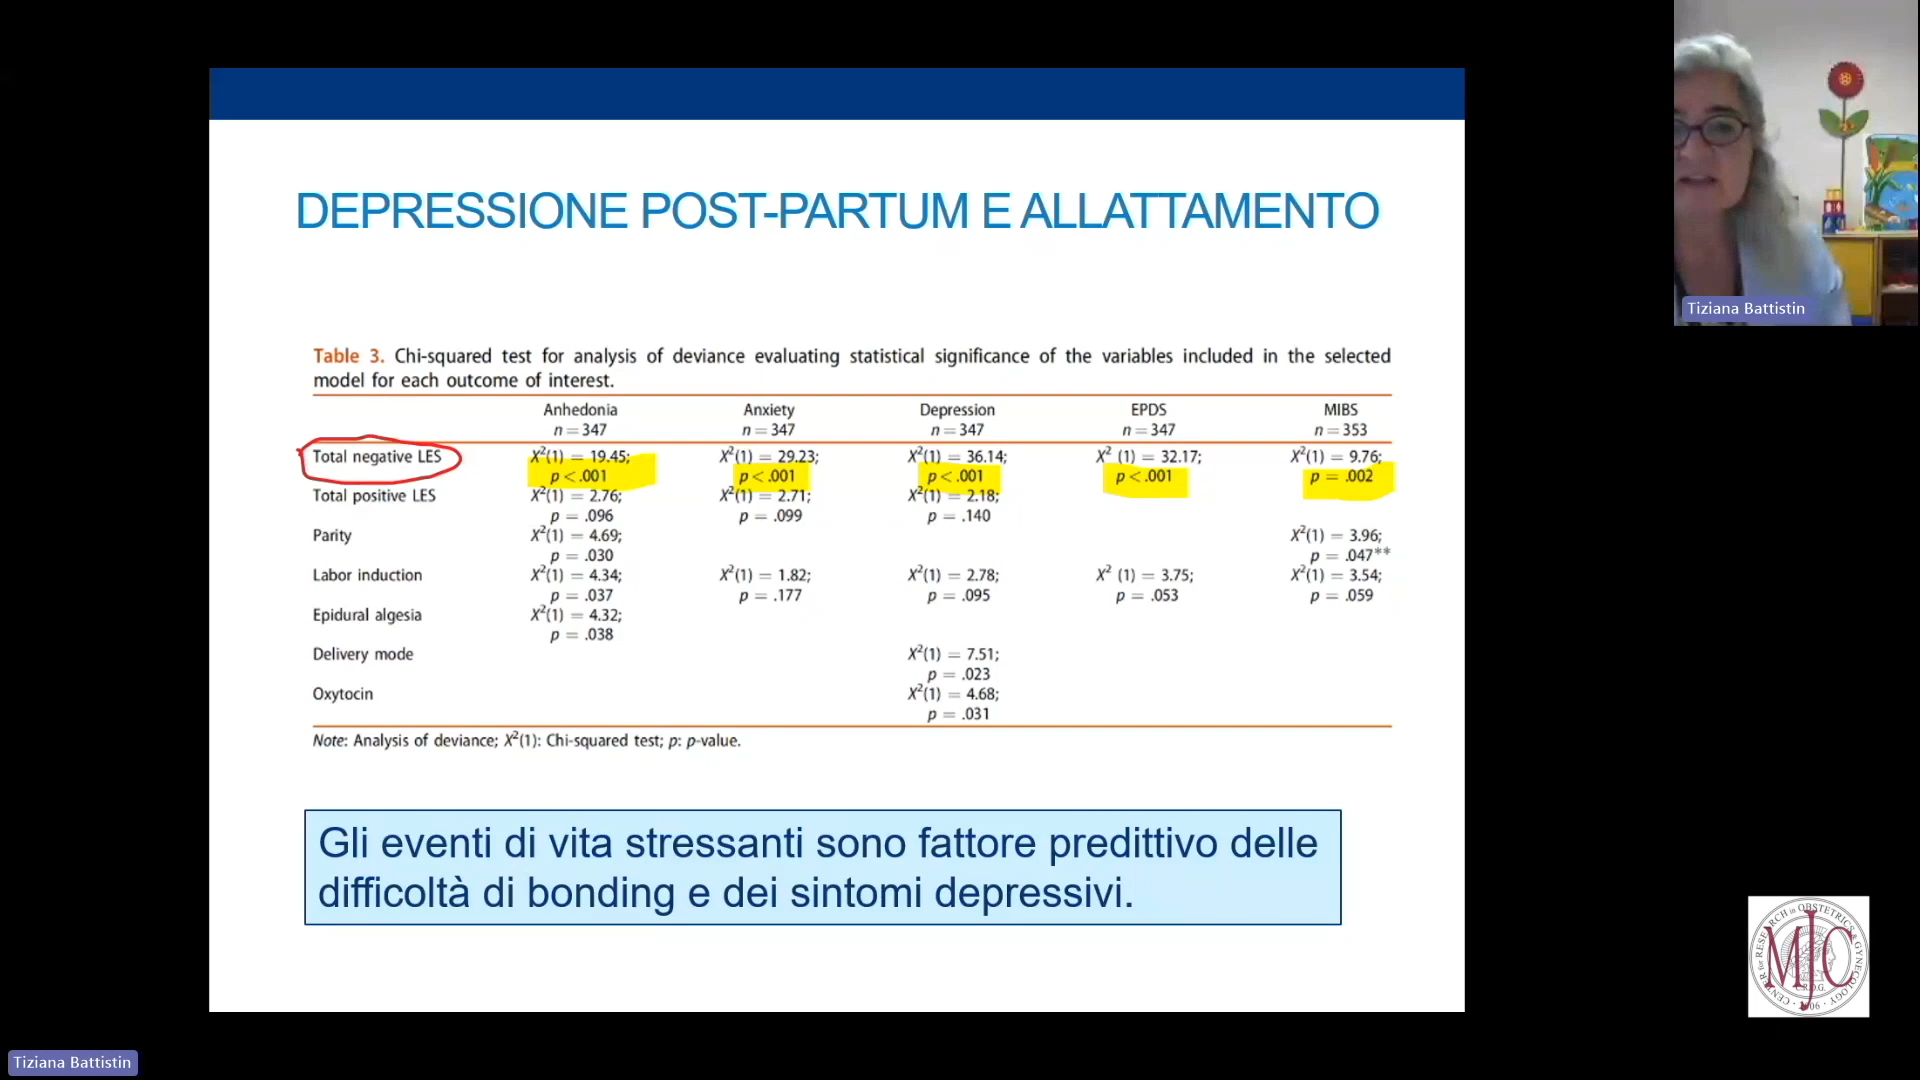 DEPRESSIONE POST-PARTUM E ALLATTAMENTO
Table 3. Chi-squared test for analysis of deviance evaluating statistical significance of the variables included in the selected
model for each outcome of interest.
Anhedonia Anxiety Depression EPDS MIBS
n = 347 n = 347 n = 347 n = 347 n = 353
Total negative LES X²(1) = 19.45; X²(1) = 29.23; X²(1) = 36.14; X² (1) = 32.17; X²(1) = 9.76;
p < .001 p < .001 p < .001 p < .001 p = .002
Total positive LES X²(1) = 2.76; X²(1) = 2.71; X²(1) = 2.18;
p = .096 p = .099 p = .140
Parity X²(1) = 4.69; X²(1) = 3.96;
p = .030 p = .047**
Labor induction X²(1) = 4.34; X²(1) = 1.82; X²(1) = 2.78; X² (1) = 3.75; X²(1) = 3.54;
p = .037 p = .177 p = .095 p = .053 p = .059
Epidural algesia X²(1) = 4.32;
p = .038
Delivery mode X²(1) = 7.51;
p = .023
Oxytocin X²(1) = 4.68;
p = .031
Note: Analysis of deviance; X²(1): Chi-squared test; p: p-value.
Gli eventi di vita stressanti sono fattore predittivo delle
difficoltà di bonding e dei sintomi depressivi.
Tiziana Battistin
CENTER for RESEARCH in OBSTETRICS & GYNECOLOGY
MJC
Tiziana Battistin